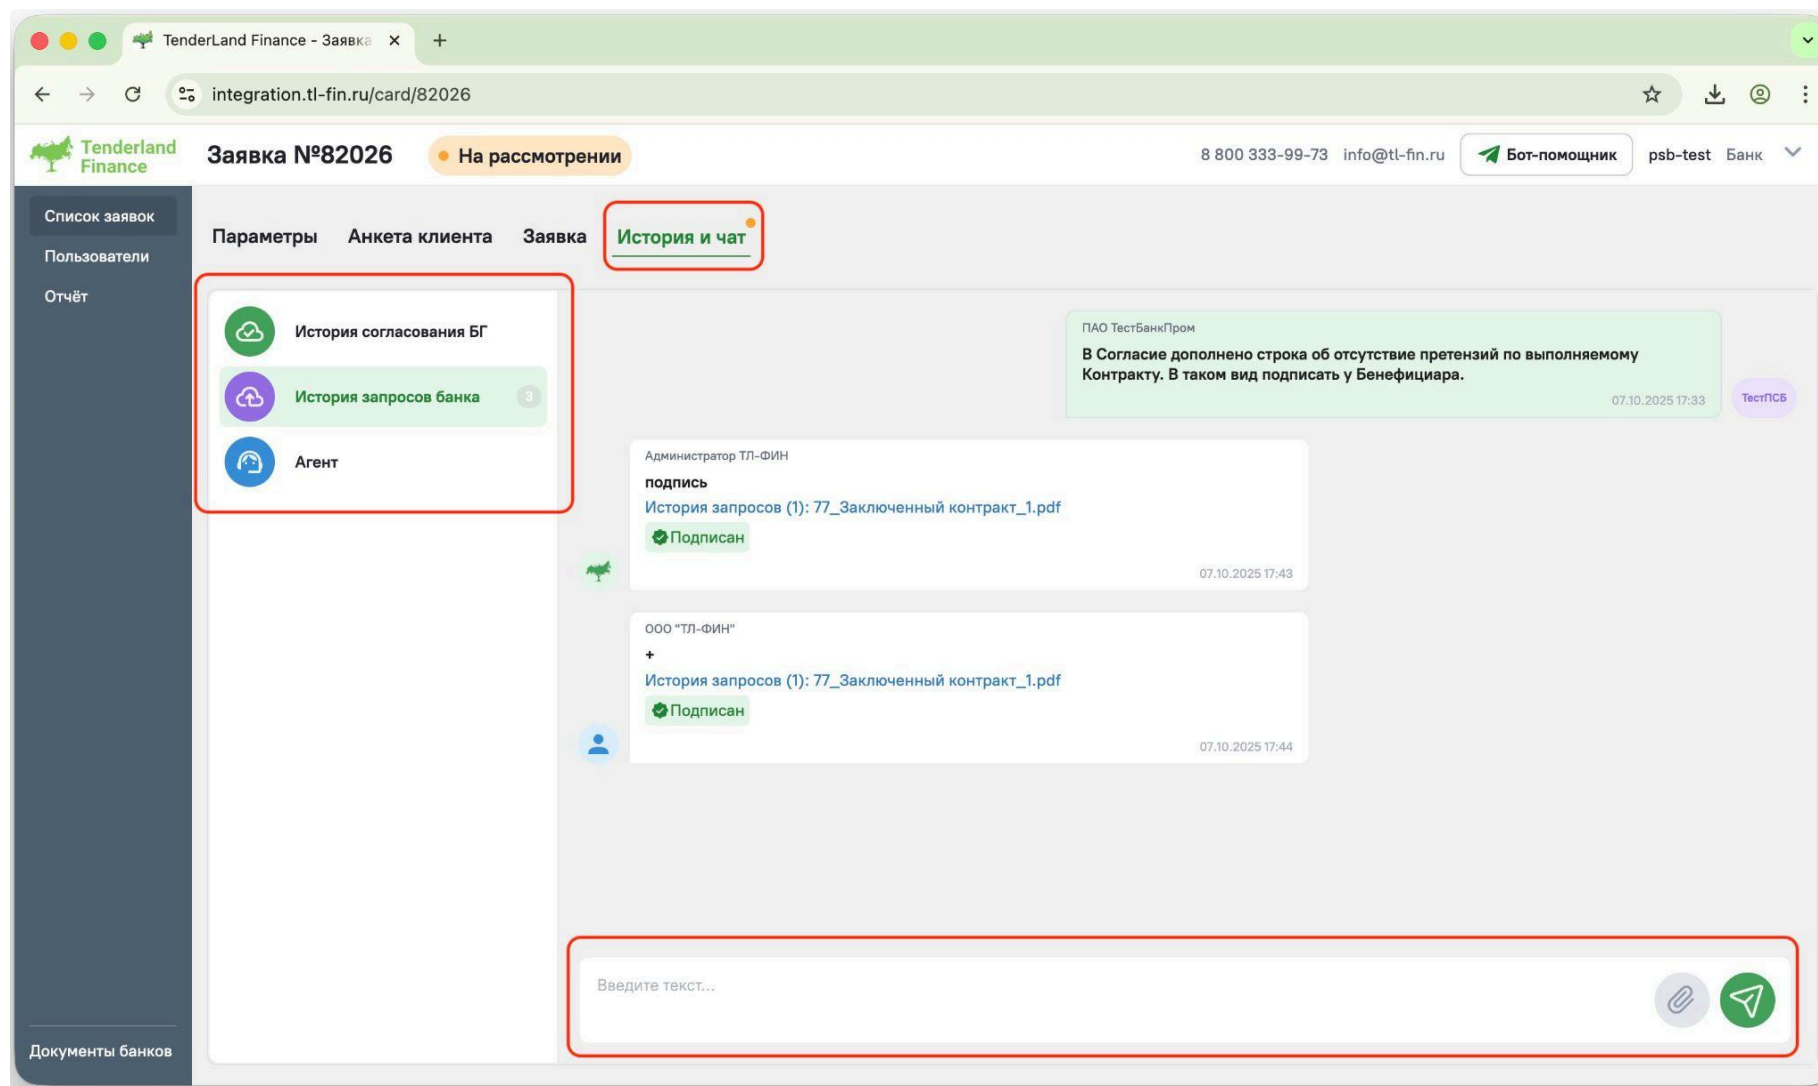 TenderLand Finance - Заявка
integration.tl-fin.ru/card/82026
Tenderland
Finance
Заявка №82026
На рассмотрении
8 800 333-99-73
info@tl-fin.ru
Бот-помощник
psb-test
Банк
Список заявок
Пользователи
Отчёт
Документы банков
Параметры
Анкета клиента
Заявка
История и чат
История согласования БГ
История запросов банка
3
Агент
ПАО ТестБанкПром
В Согласие дополнено строка об отсутствие претензий по выполняемому
Контракту. В таком вид подписать у Бенефициара.
07.10.2025 17:33
ТестПСБ
Администратор ТЛ-ФИН
подпись
История запросов (1): 77_Заключенный контракт_1.pdf
Подписан
07.10.2025 17:43
ООО "ТЛ-ФИН"
+
История запросов (1): 77_Заключенный контракт_1.pdf
Подписан
07.10.2025 17:44
Введите текст...